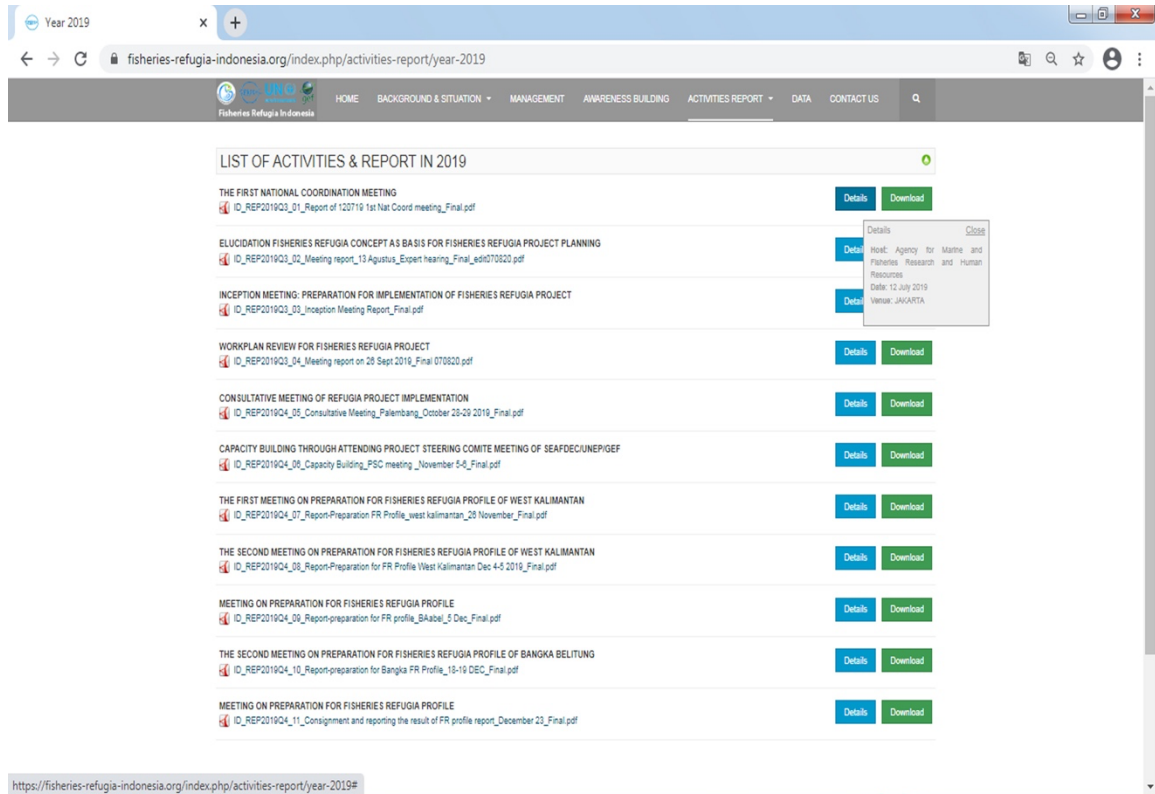 Year 2019
fisheries-refugia-indonesia.org/index.php/activities-report/year-2019
Fisheries Refugia Indonesia
HOME BACKGROUND & SITUATION MANAGEMENT AWARENESS BUILDING ACTIVITIES REPORT DATA CONTACT US
LIST OF ACTIVITIES & REPORT IN 2019
THE FIRST NATIONAL COORDINATION MEETING
ID_REP2019Q3_01_Report of 120719 1st Nat Coord meeting_Final.pdf
Details Download
Details Close
Host: Agency for Marine and
Fisheries Research and Human
Resources
Date: 12 July 2019
Venue: JAKARTA
ELUCIDATION FISHERIES REFUGIA CONCEPT AS BASIS FOR FISHERIES REFUGIA PROJECT PLANNING
ID_REP2019Q3_02_Meeting report_13 Agustus_Expert hearing_Final_edit070820.pdf
Detail
INCEPTION MEETING: PREPARATION FOR IMPLEMENTATION OF FISHERIES REFUGIA PROJECT
ID_REP2019Q3_03_Inception Meeting Report_Final.pdf
Detail
WORKPLAN REVIEW FOR FISHERIES REFUGIA PROJECT
ID_REP2019Q3_04_Meeting report on 26 Sept 2019_Final 070820.pdf
Details Download
CONSULTATIVE MEETING OF REFUGIA PROJECT IMPLEMENTATION
ID_REP2019Q4_05_Consultative Meeting_Palembang_October 28-29 2019_Final.pdf
Details Download
CAPACITY BUILDING THROUGH ATTENDING PROJECT STEERING COMITE MEETING OF SEAFDEC/UNEP/GEF
ID_REP2019Q4_06_Capacity Building_PSC meeting _November 5-6_Final.pdf
Details Download
THE FIRST MEETING ON PREPARATION FOR FISHERIES REFUGIA PROFILE OF WEST KALIMANTAN
ID_REP2019Q4_07_Report-Preparation FR Profile_west kalimantan_26 November_Final.pdf
Details Download
THE SECOND MEETING ON PREPARATION FOR FISHERIES REFUGIA PROFILE OF WEST KALIMANTAN
ID_REP2019Q4_08_Report-Preparation for FR Profile West Kalimantan Dec 4-5 2019_Final.pdf
Details Download
MEETING ON PREPARATION FOR FISHERIES REFUGIA PROFILE
ID_REP2019Q4_09_Report-preparation for FR profile_BAabel_5 Dec_Final.pdf
Details Download
THE SECOND MEETING ON PREPARATION FOR FISHERIES REFUGIA PROFILE OF BANGKA BELITUNG
ID_REP2019Q4_10_Report-preparation for Bangka FR Profile_18-19 DEC_Final.pdf
Details Download
MEETING ON PREPARATION FOR FISHERIES REFUGIA PROFILE
ID_REP2019Q4_11_Consignment and reporting the result of FR profile report_December 23_Final.pdf
Details Download
https://fisheries-refugia-indonesia.org/index.php/activities-report/year-2019#